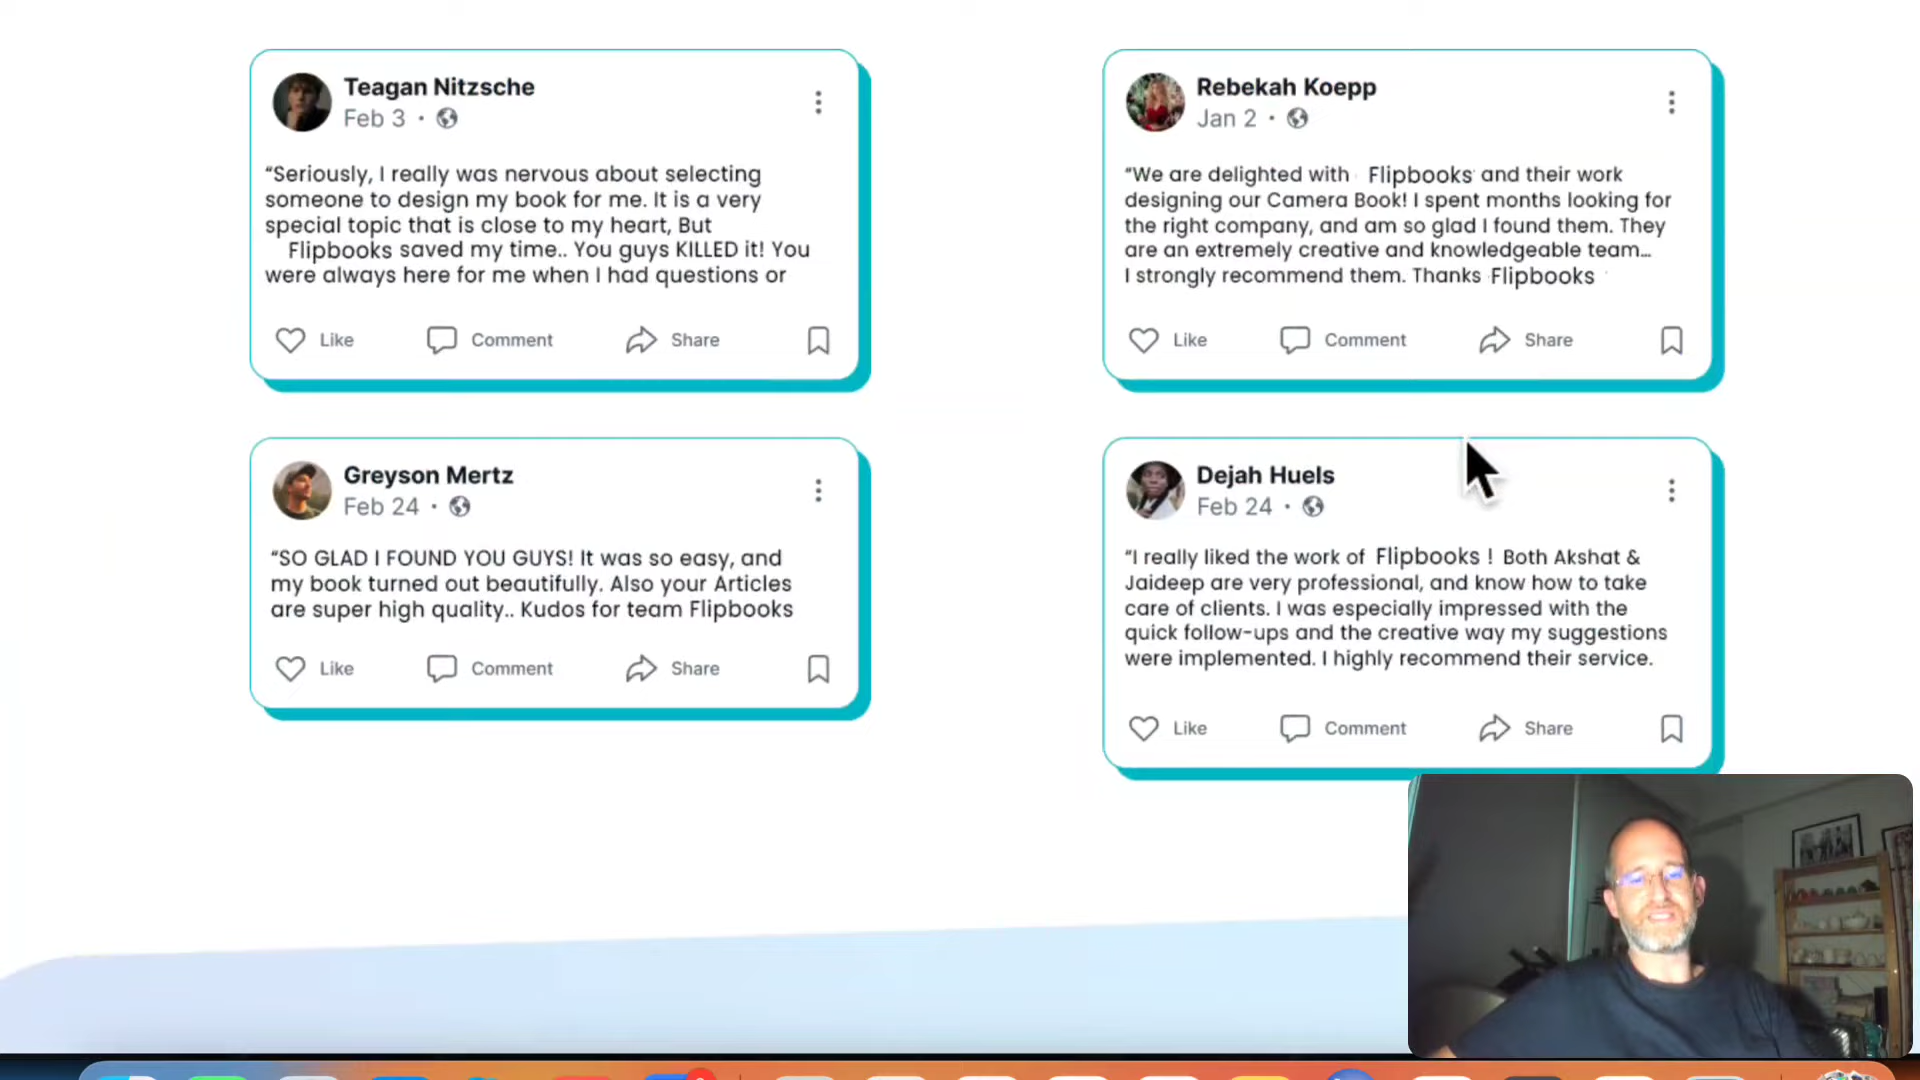 Teagan Nitzsche
Feb 3 ·
“Seriously, I really was nervous about selecting
someone to design my book for me. It is a very
special topic that is close to my heart, But
Flipbooks saved my time.. You guys KILLED it! You
were always here for me when I had questions or
Like Comment Share
Rebekah Koepp
Jan 2 ·
“We are delighted with Flipbooks and their work
designing our Camera Book! I spent months looking for
the right company, and am so glad I found them. They
are an extremely creative and knowledgeable team...
I strongly recommend them. Thanks Flipbooks
Like Comment Share
Greyson Mertz
Feb 24 ·
“SO GLAD I FOUND YOU GUYS! It was so easy, and
my book turned out beautifully. Also your Articles
are super high quality.. Kudos for team Flipbooks
Like Comment Share
Dejah Huels
Feb 24 ·
“I really liked the work of Flipbooks ! Both Akshat &
Jaideep are very professional, and know how to take
care of clients. I was especially impressed with the
quick follow-ups and the creative way my suggestions
were implemented. I highly recommend their service.
Like Comment Share